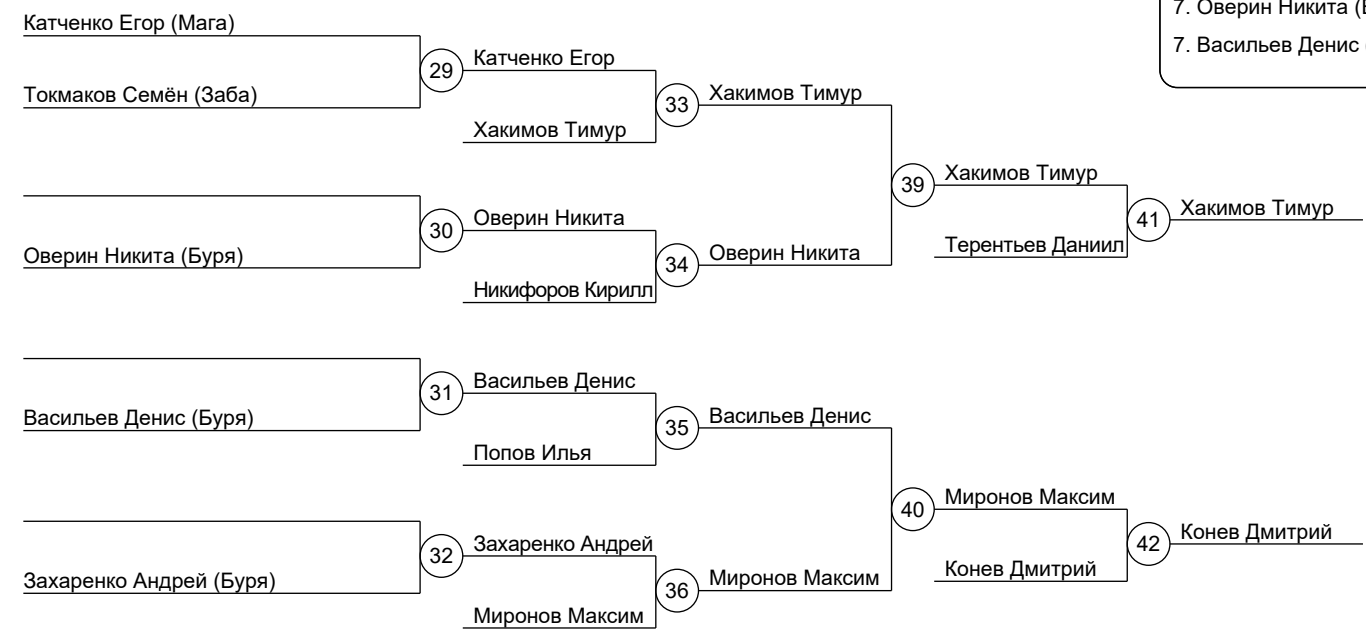 7. Оверин Никита
7. Васильев Денис
Катченко Егор (Мага)
29
Катченко Егор
Токмаков Семён (Заба)
33
Хакимов Тимур
Хакимов Тимур
39
Хакимов Тимур
30
Оверин Никита
Оверин Никита (Буря)
34
Оверин Никита
Никифоров Кирилл
41
Хакимов Тимур
Терентьев Даниил
31
Васильев Денис
Васильев Денис (Буря)
35
Васильев Денис
Попов Илья
40
Миронов Максим
32
Захаренко Андрей
Захаренко Андрей (Буря)
36
Миронов Максим
Миронов Максим
42
Конев Дмитрий
Конев Дмитрий